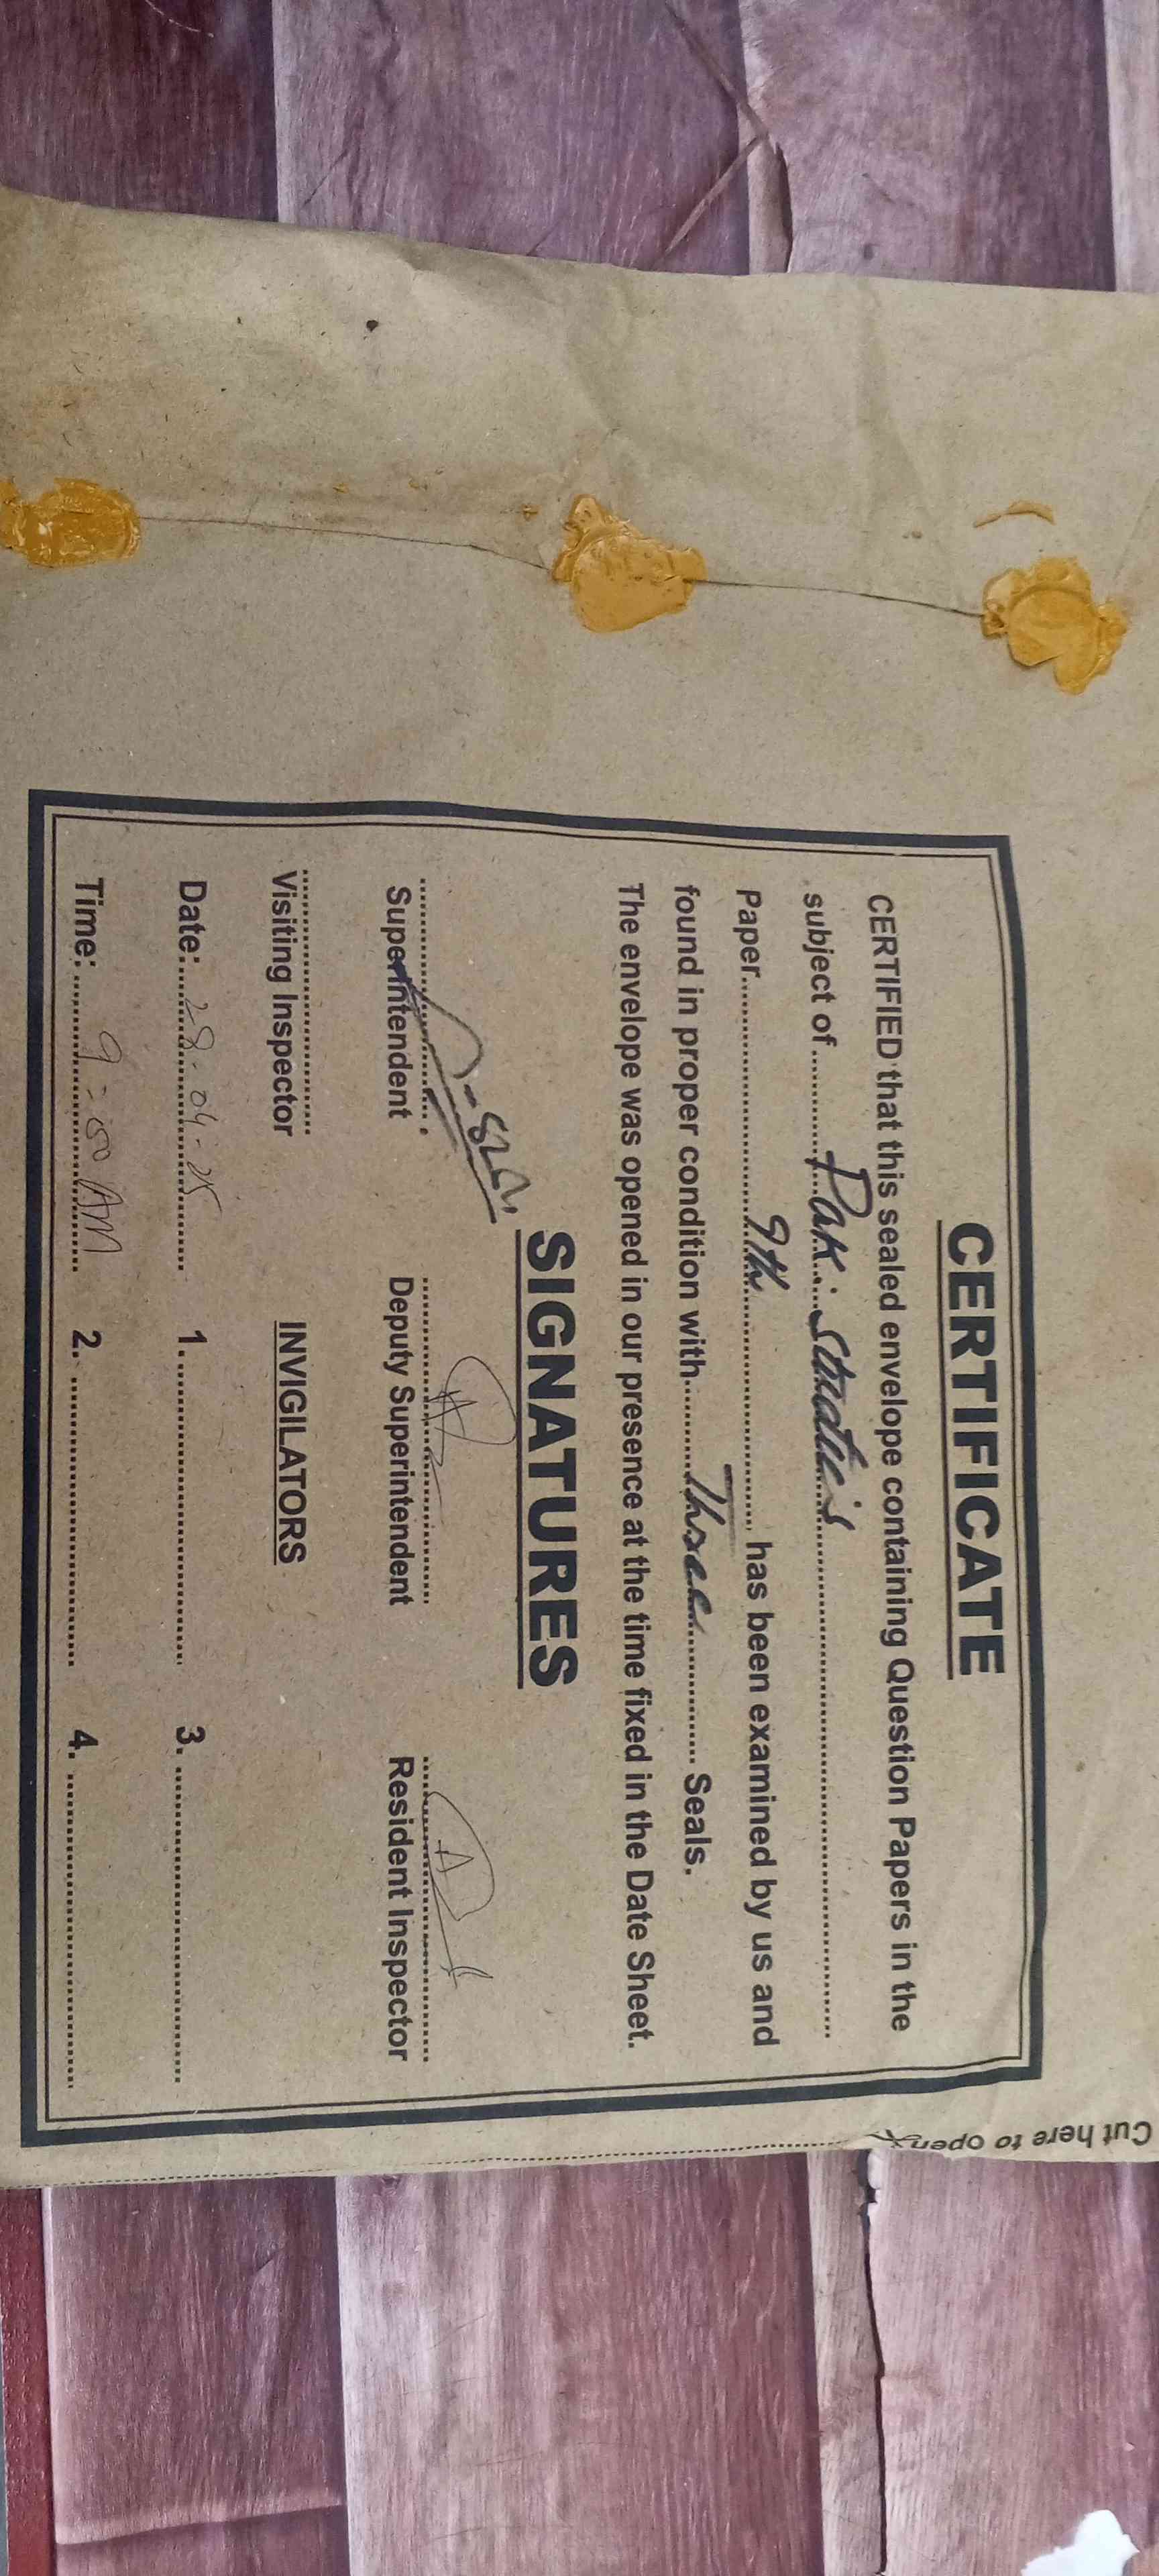 CERTIFICATE
CERTIFIED that this sealed envelope containing Question Papers in the
subject of Pak. Studies
Paper 9th has been examined by us and
found in proper condition with Three Seals.
The envelope was opened in our presence at the time fixed in the Date Sheet.
SIGNATURES
Superintendent Deputy Superintendent Resident Inspector
Visiting Inspector INVIGILATORS
Date: 28-04-25 1. 3.
Time: 9:00 AM 2. 4.
Cut here to open